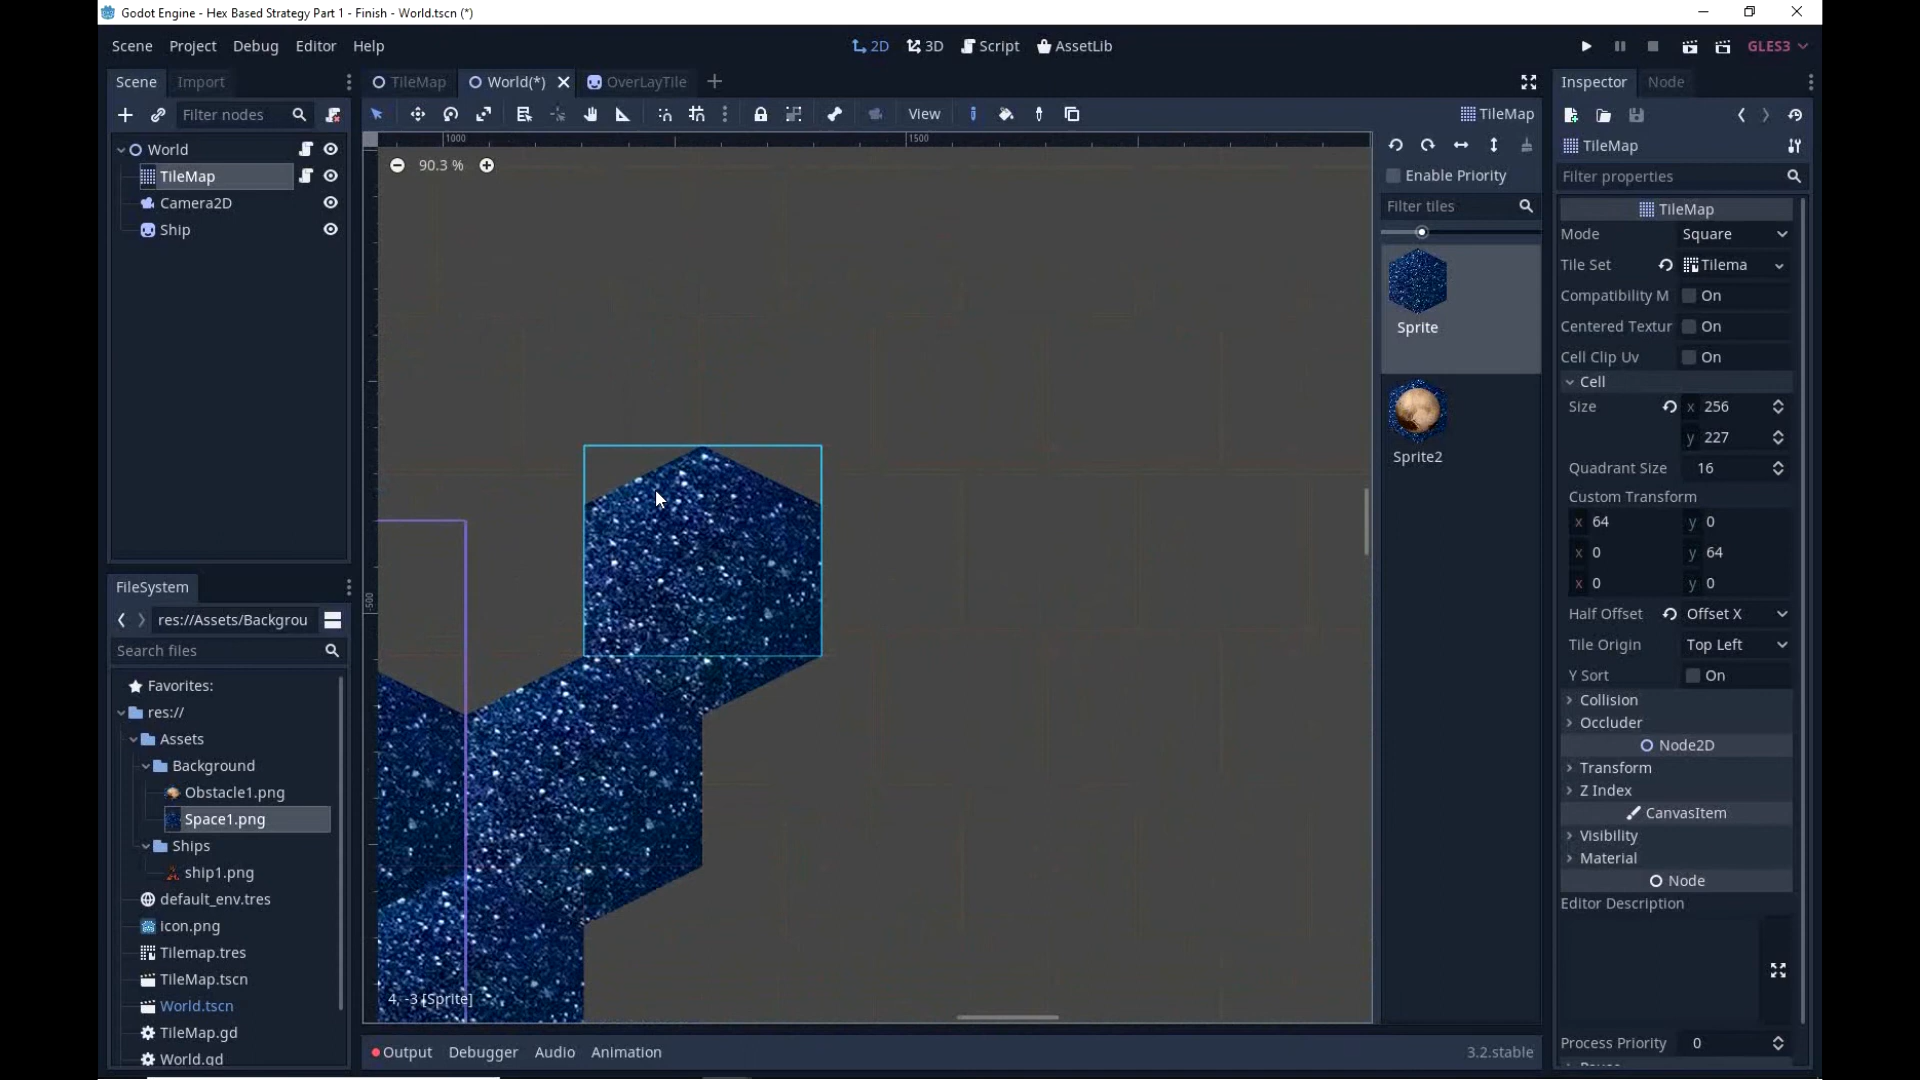 Godot Engine - Hex Based Strategy Part 1 - Finish - World.tscn (*)
Scene Project Debug Editor Help
2D 3D Script AssetLib
GLES3
Scene Import
TileMap World(*) OverLayTile
Inspector Node
Filter nodes
View
TileMap
World
TileMap
Camera2D
Ship
1000 1500
90.3 %
-500
4, -3 [Sprite]
Enable Priority
Filter tiles
Sprite
Sprite2
TileMap
Filter properties
TileMap
Mode Square
Tile Set Tilema
Compatibility M On
Centered Textur On
Cell Clip Uv On
Cell
Size x 256
y 227
Quadrant Size 16
Custom Transform
x 64 y 0
x 0 y 64
x 0 y 0
Half Offset Offset X
Tile Origin Top Left
Y Sort On
Collision
Occluder
Node2D
Transform
Z Index
CanvasItem
Visibility
Material
Node
Editor Description
Process Priority 0
FileSystem
res://Assets/Backgrou
Search files
Favorites:
res://
Assets
Background
Obstacle1.png
Space1.png
Ships
ship1.png
default_env.tres
icon.png
Tilemap.tres
TileMap.tscn
World.tscn
TileMap.gd
World.gd
Output Debugger Audio Animation
3.2.stable